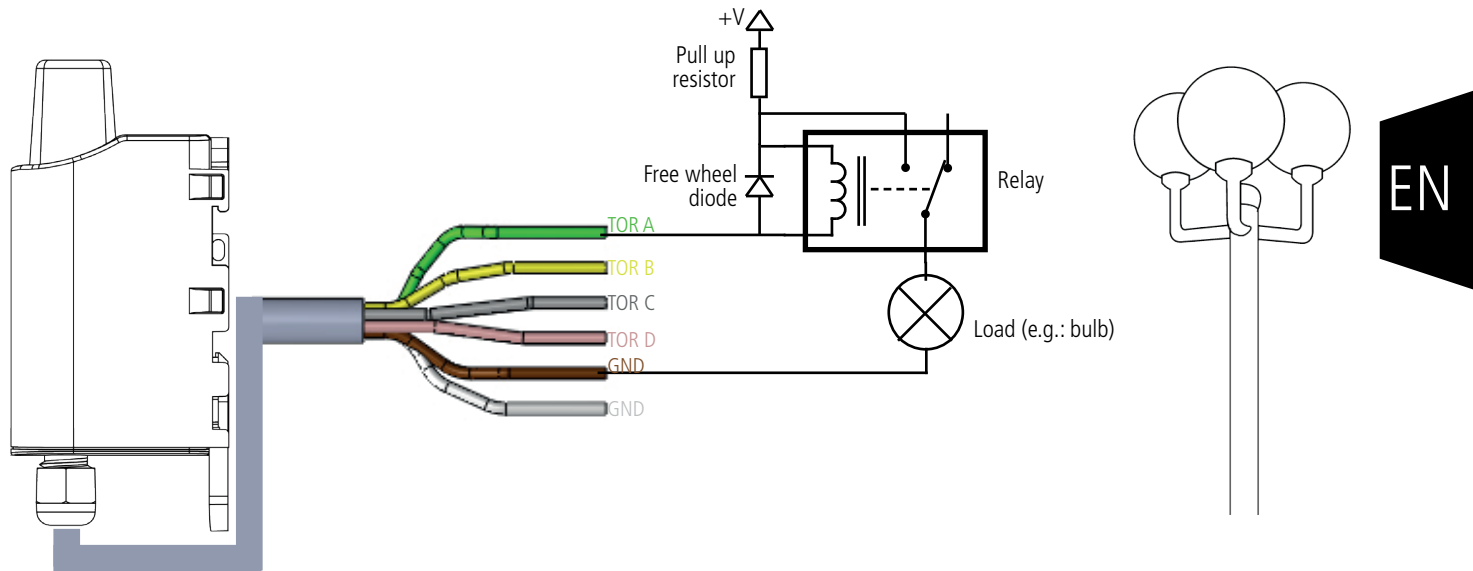 +V
Pull up
resistor
Free wheel
diode
Relay
TOR A
TOR B
TOR C
TOR D
GND
GND
Load (e.g.: bulb)
EN